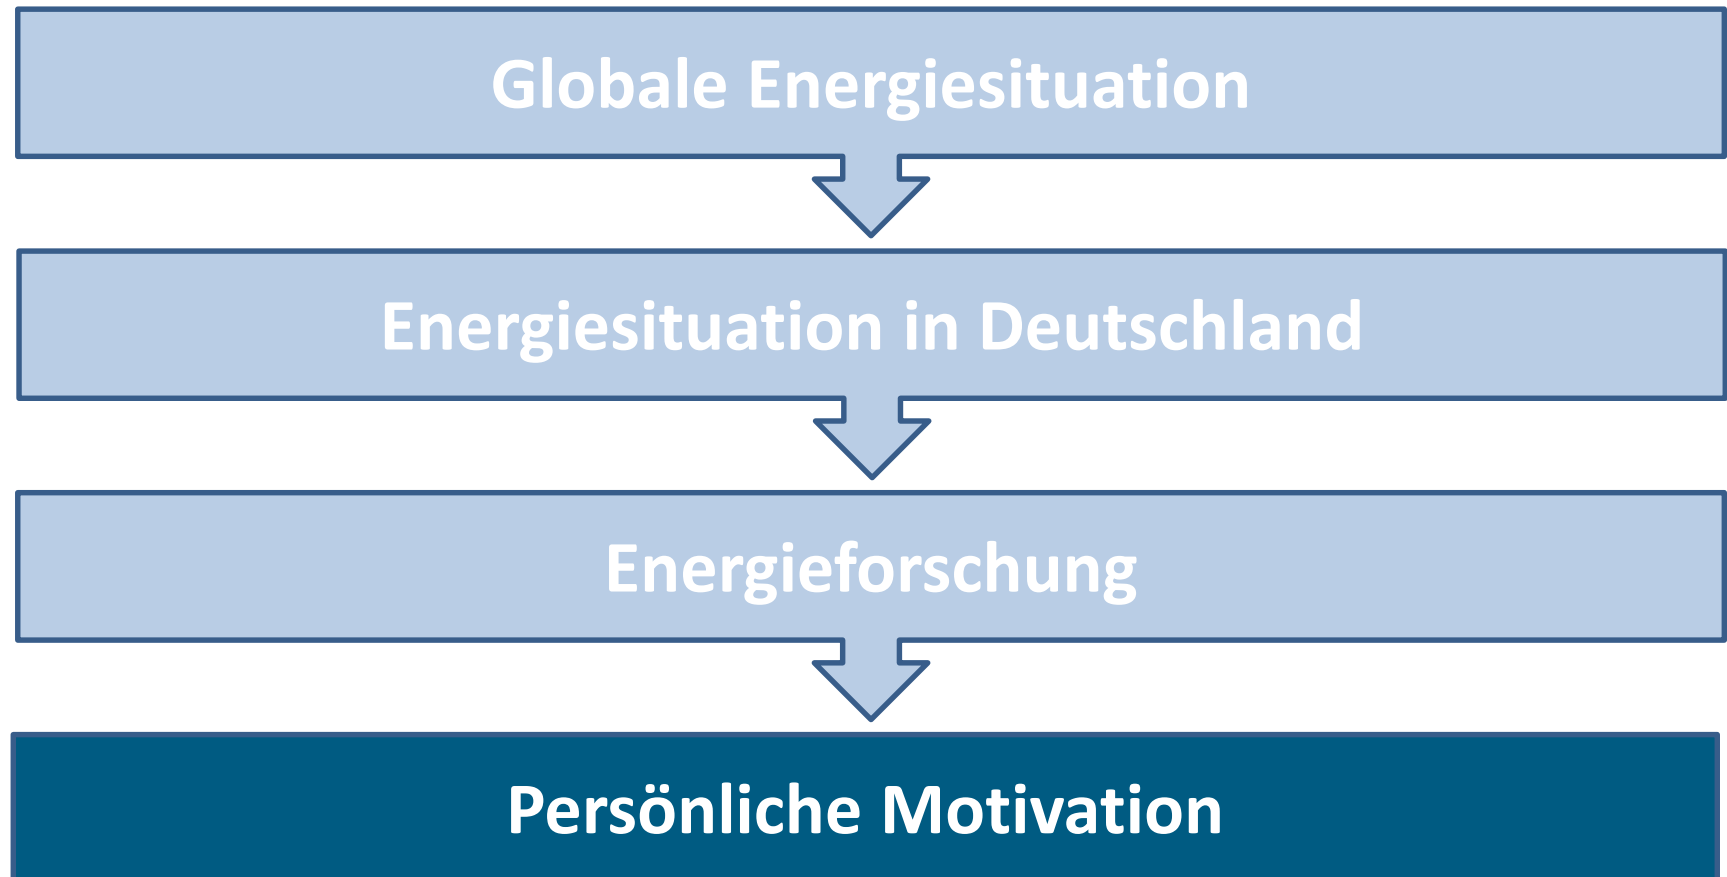 Globale Energiesituation
Energiesituation in Deutschland
Energieforschung
Persönliche Motivation